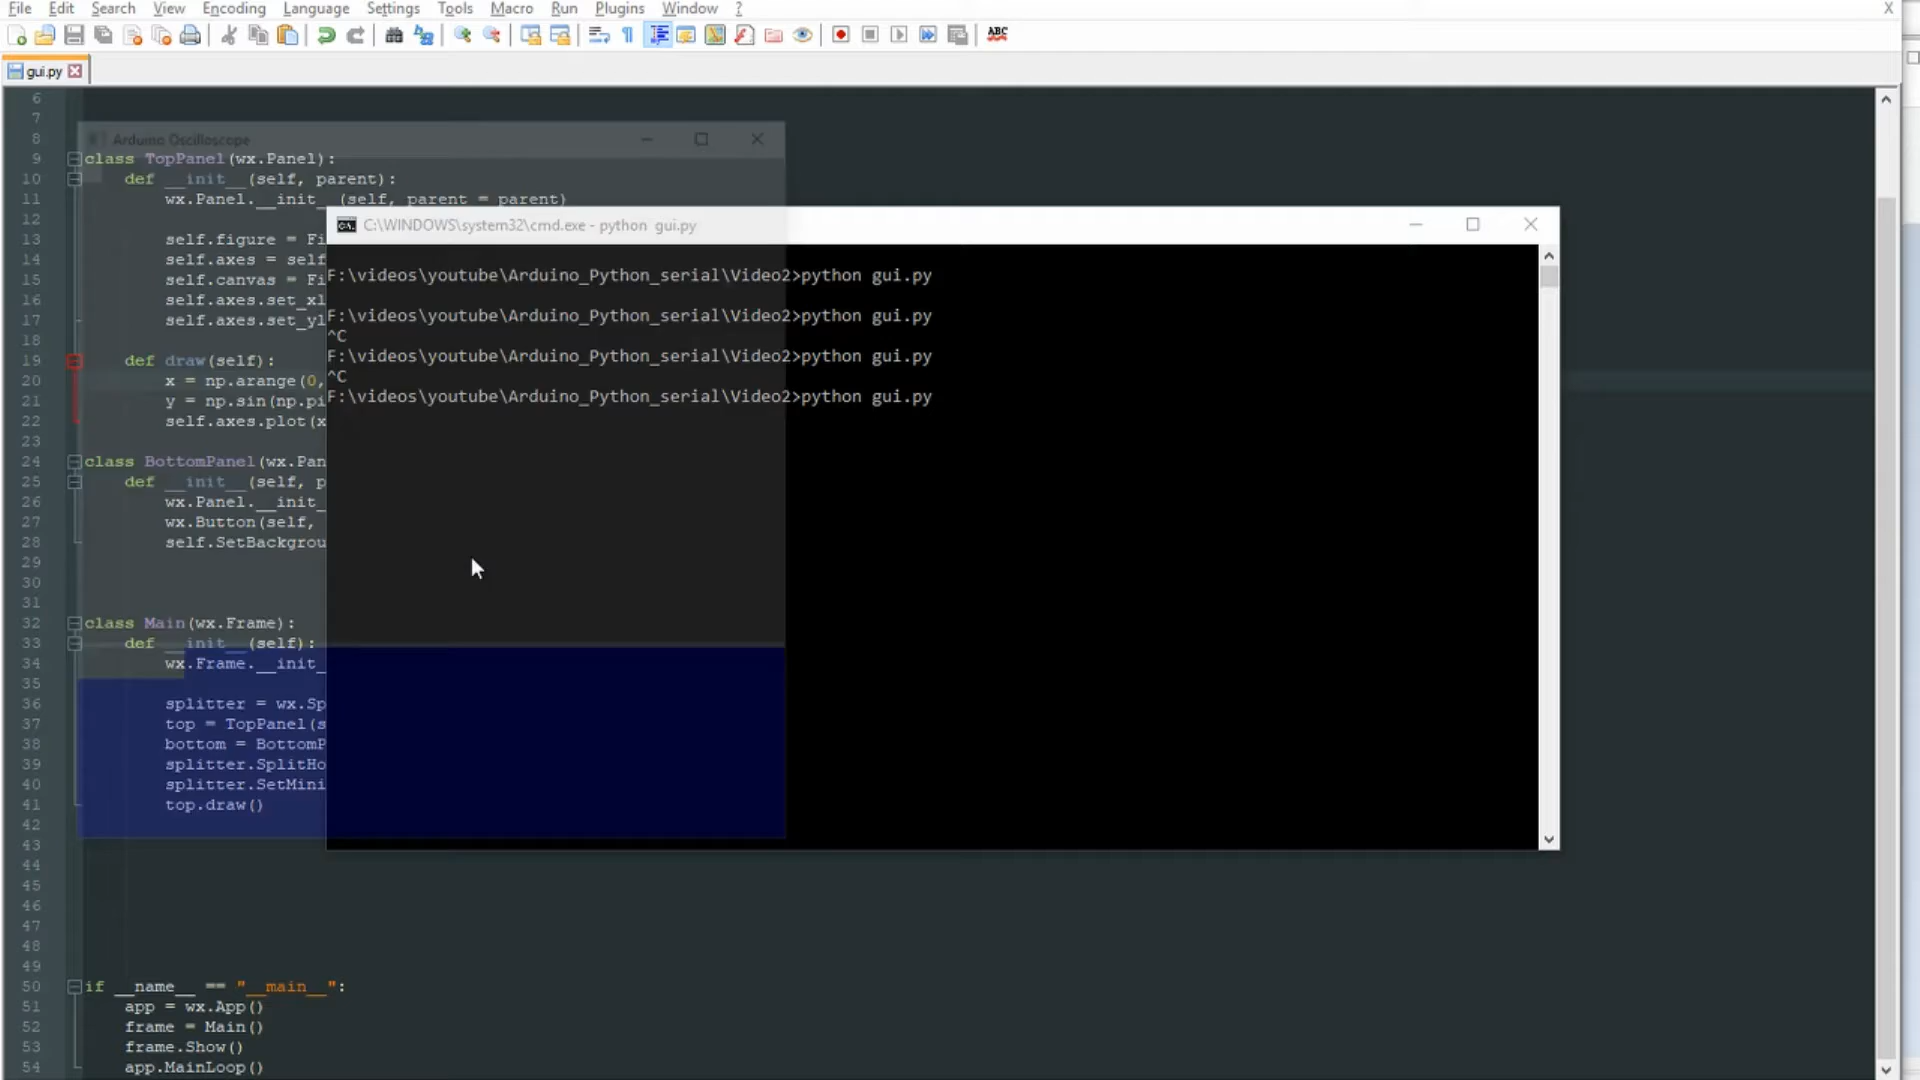 File Edit Search View Encoding Language Settings Tools Macro Run Plugins Window ? X
ABC
gui.py
6
7
8 Arduino Oscilloscope
9 class TopPanel(wx.Panel):
10 def __init__(self, parent):
11 wx.Panel.__init__(self, parent = parent)
12
C:\WINDOWS\system32\cmd.exe - python gui.py
13 self.figure = Fi
14 self.axes = self
15 self.canvas = Fi
16 self.axes.set_xl
17 self.axes.set_yl
18
19 def draw(self):
20 x = np.arange(0,
21 y = np.sin(np.pi
22 self.axes.plot(x
23
24 class BottomPanel(wx.Pan
25 def __init__(self, p
26 wx.Panel.__init_
27 wx.Button(self,
28 self.SetBackgrou
29
30
31
32 class Main(wx.Frame):
33 def __init__(self):
34 wx.Frame.__init_
35
36 splitter = wx.Sp
37 top = TopPanel(s
38 bottom = BottomP
39 splitter.SplitHo
40 splitter.SetMini
41 top.draw()
42
43
44
45
46
47
48
49
50 if __name__ == "__main__":
51 app = wx.App()
52 frame = Main()
53 frame.Show()
54 app.MainLoop()
F:\videos\youtube\Arduino_Python_serial\Video2>python gui.py
F:\videos\youtube\Arduino_Python_serial\Video2>python gui.py
^C
F:\videos\youtube\Arduino_Python_serial\Video2>python gui.py
^C
F:\videos\youtube\Arduino_Python_serial\Video2>python gui.py